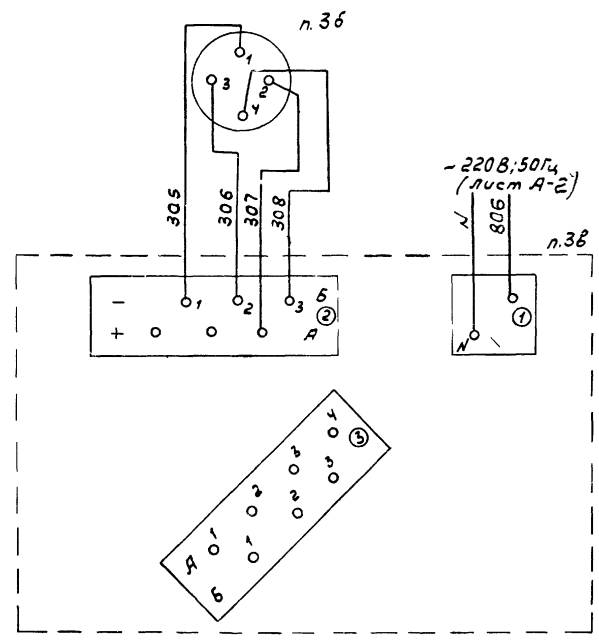 п. 3б
1
3 2
4
~ 220В; 50Гц
(лист А-2)
305 306 307 308
N 806
п. 3в
− 1 2 3 Б
②
+ А
①
N \
4
③
3
3
2
2
1
1
А
Б